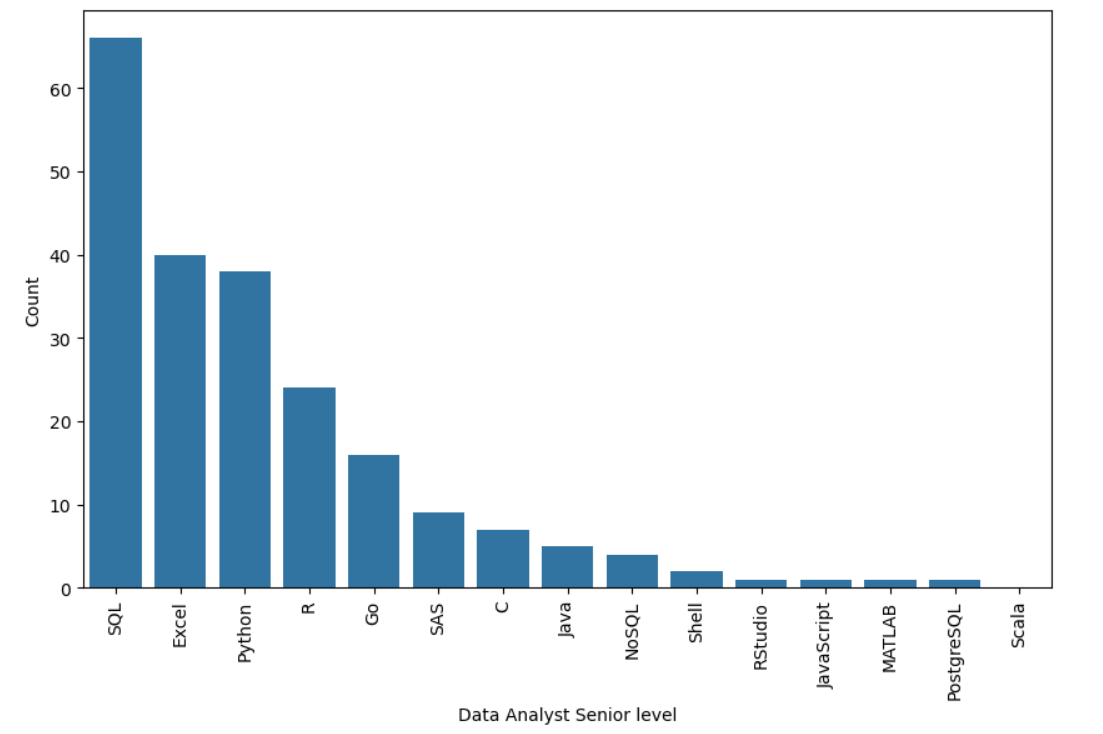 60
50
40
30
20
10
0
Count
SQL
Excel
Python
R
Go
SAS
C
Java
NoSQL
Shell
RStudio
JavaScript
MATLAB
PostgreSQL
Scala
Data Analyst Senior level